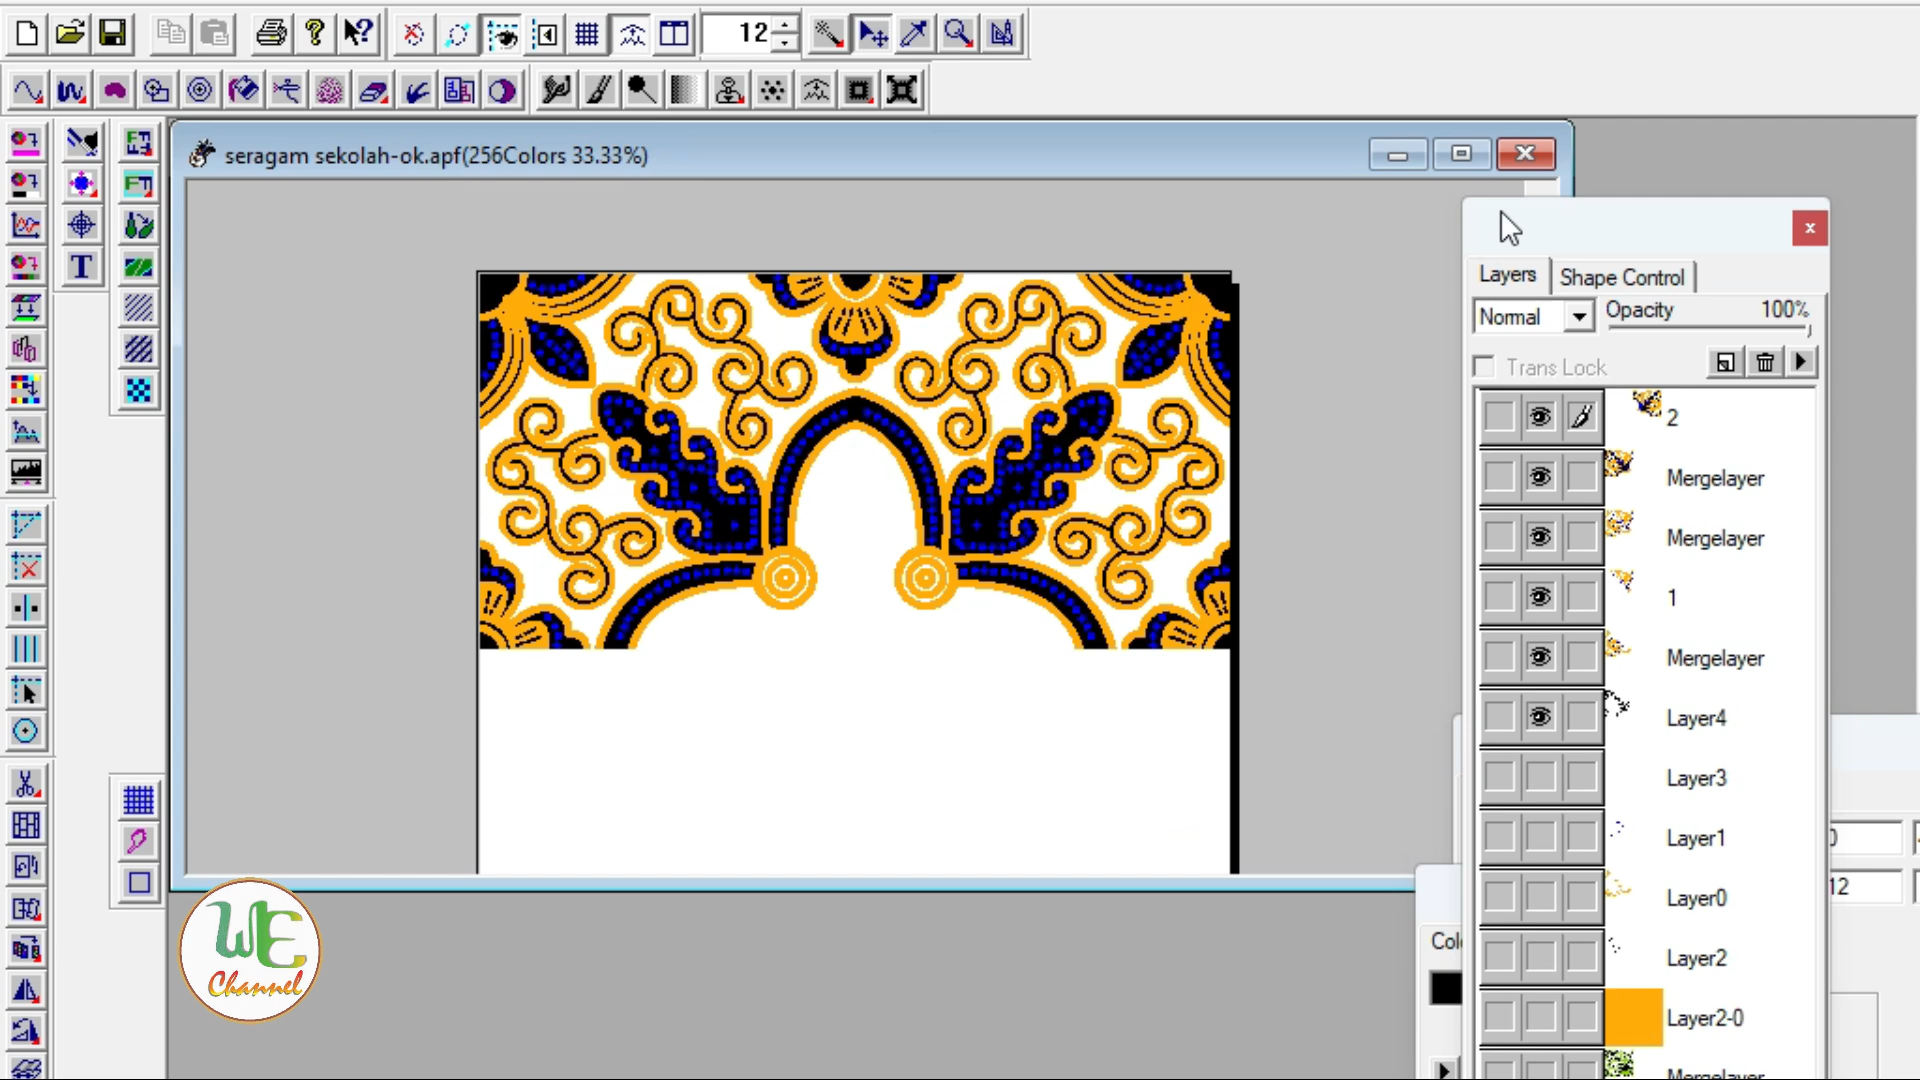 12
seragam sekolah-ok.apf(256Colors 33.33%)
Layers
Shape Control
Normal
Opacity
100%
Trans Lock
2
Mergelayer
Mergelayer
1
Mergelayer
Layer4
Layer3
Layer1
Layer0
12
Layer2
Layer2-0
Mergelayer
T
WE
Channel